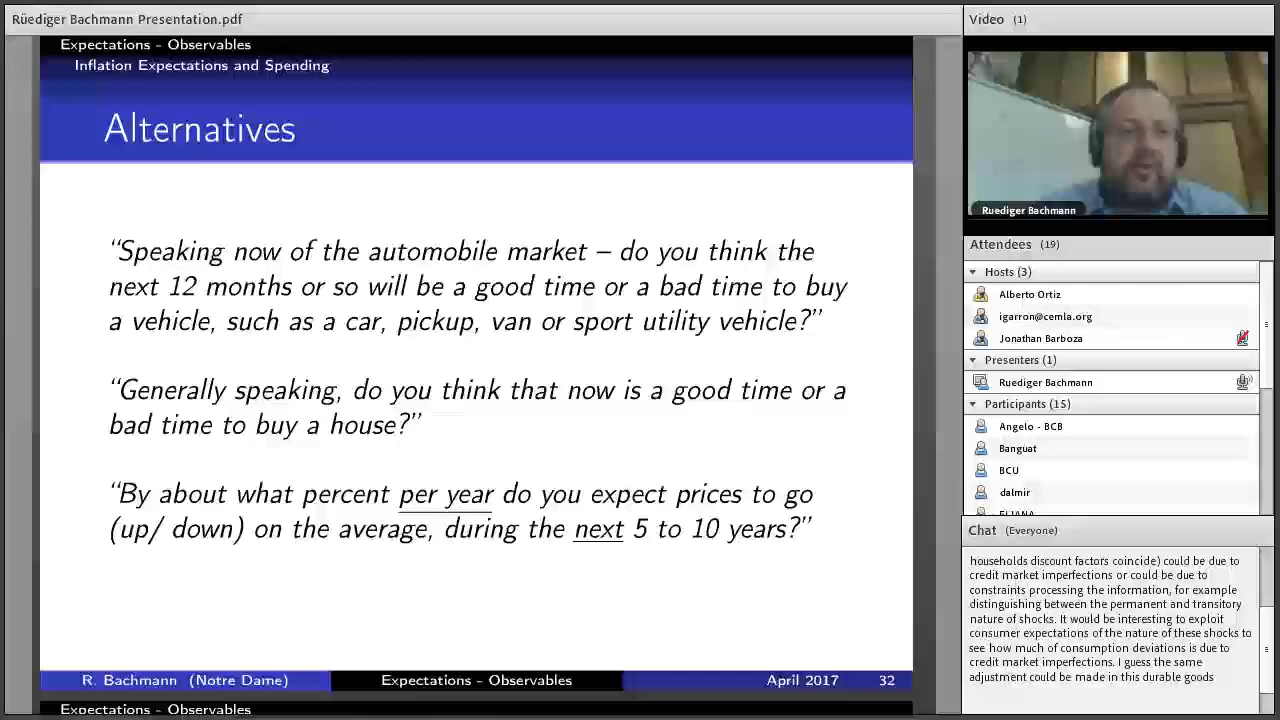 Rüediger Bachmann Presentation.pdf
Expectations - Observables
Inflation Expectations and Spending
Alternatives
“Speaking now of the automobile market – do you think the
next 12 months or so will be a good time or a bad time to buy
a vehicle, such as a car, pickup, van or sport utility vehicle?”
“Generally speaking, do you think that now is a good time or a
bad time to buy a house?”
“By about what percent per year do you expect prices to go
(up/ down) on the average, during the next 5 to 10 years?”
R. Bachmann (Notre Dame)
Expectations - Observables
April 2017 32
Expectations - Observables
Video (1)
Ruediger Bachmann
Attendees (19)
Hosts (3)
Alberto Ortiz
igarron@cemla.org
Jonathan Barboza
Presenters (1)
Ruediger Bachmann
Participants (15)
Angelo - BCB
Banguat
BCU
dalmir
ELIANA
Chat (Everyone)
households discount factors coincide) could be due to
credit market imperfections or could be due to
constraints processing the information, for example
distinguishing between the permanent and transitory
nature of shocks. It would be interesting to exploit
consumer expectations of the nature of these shocks to
see how much of consumption deviations is due to
credit market imperfections. I guess the same
adjustment could be made in this durable goods